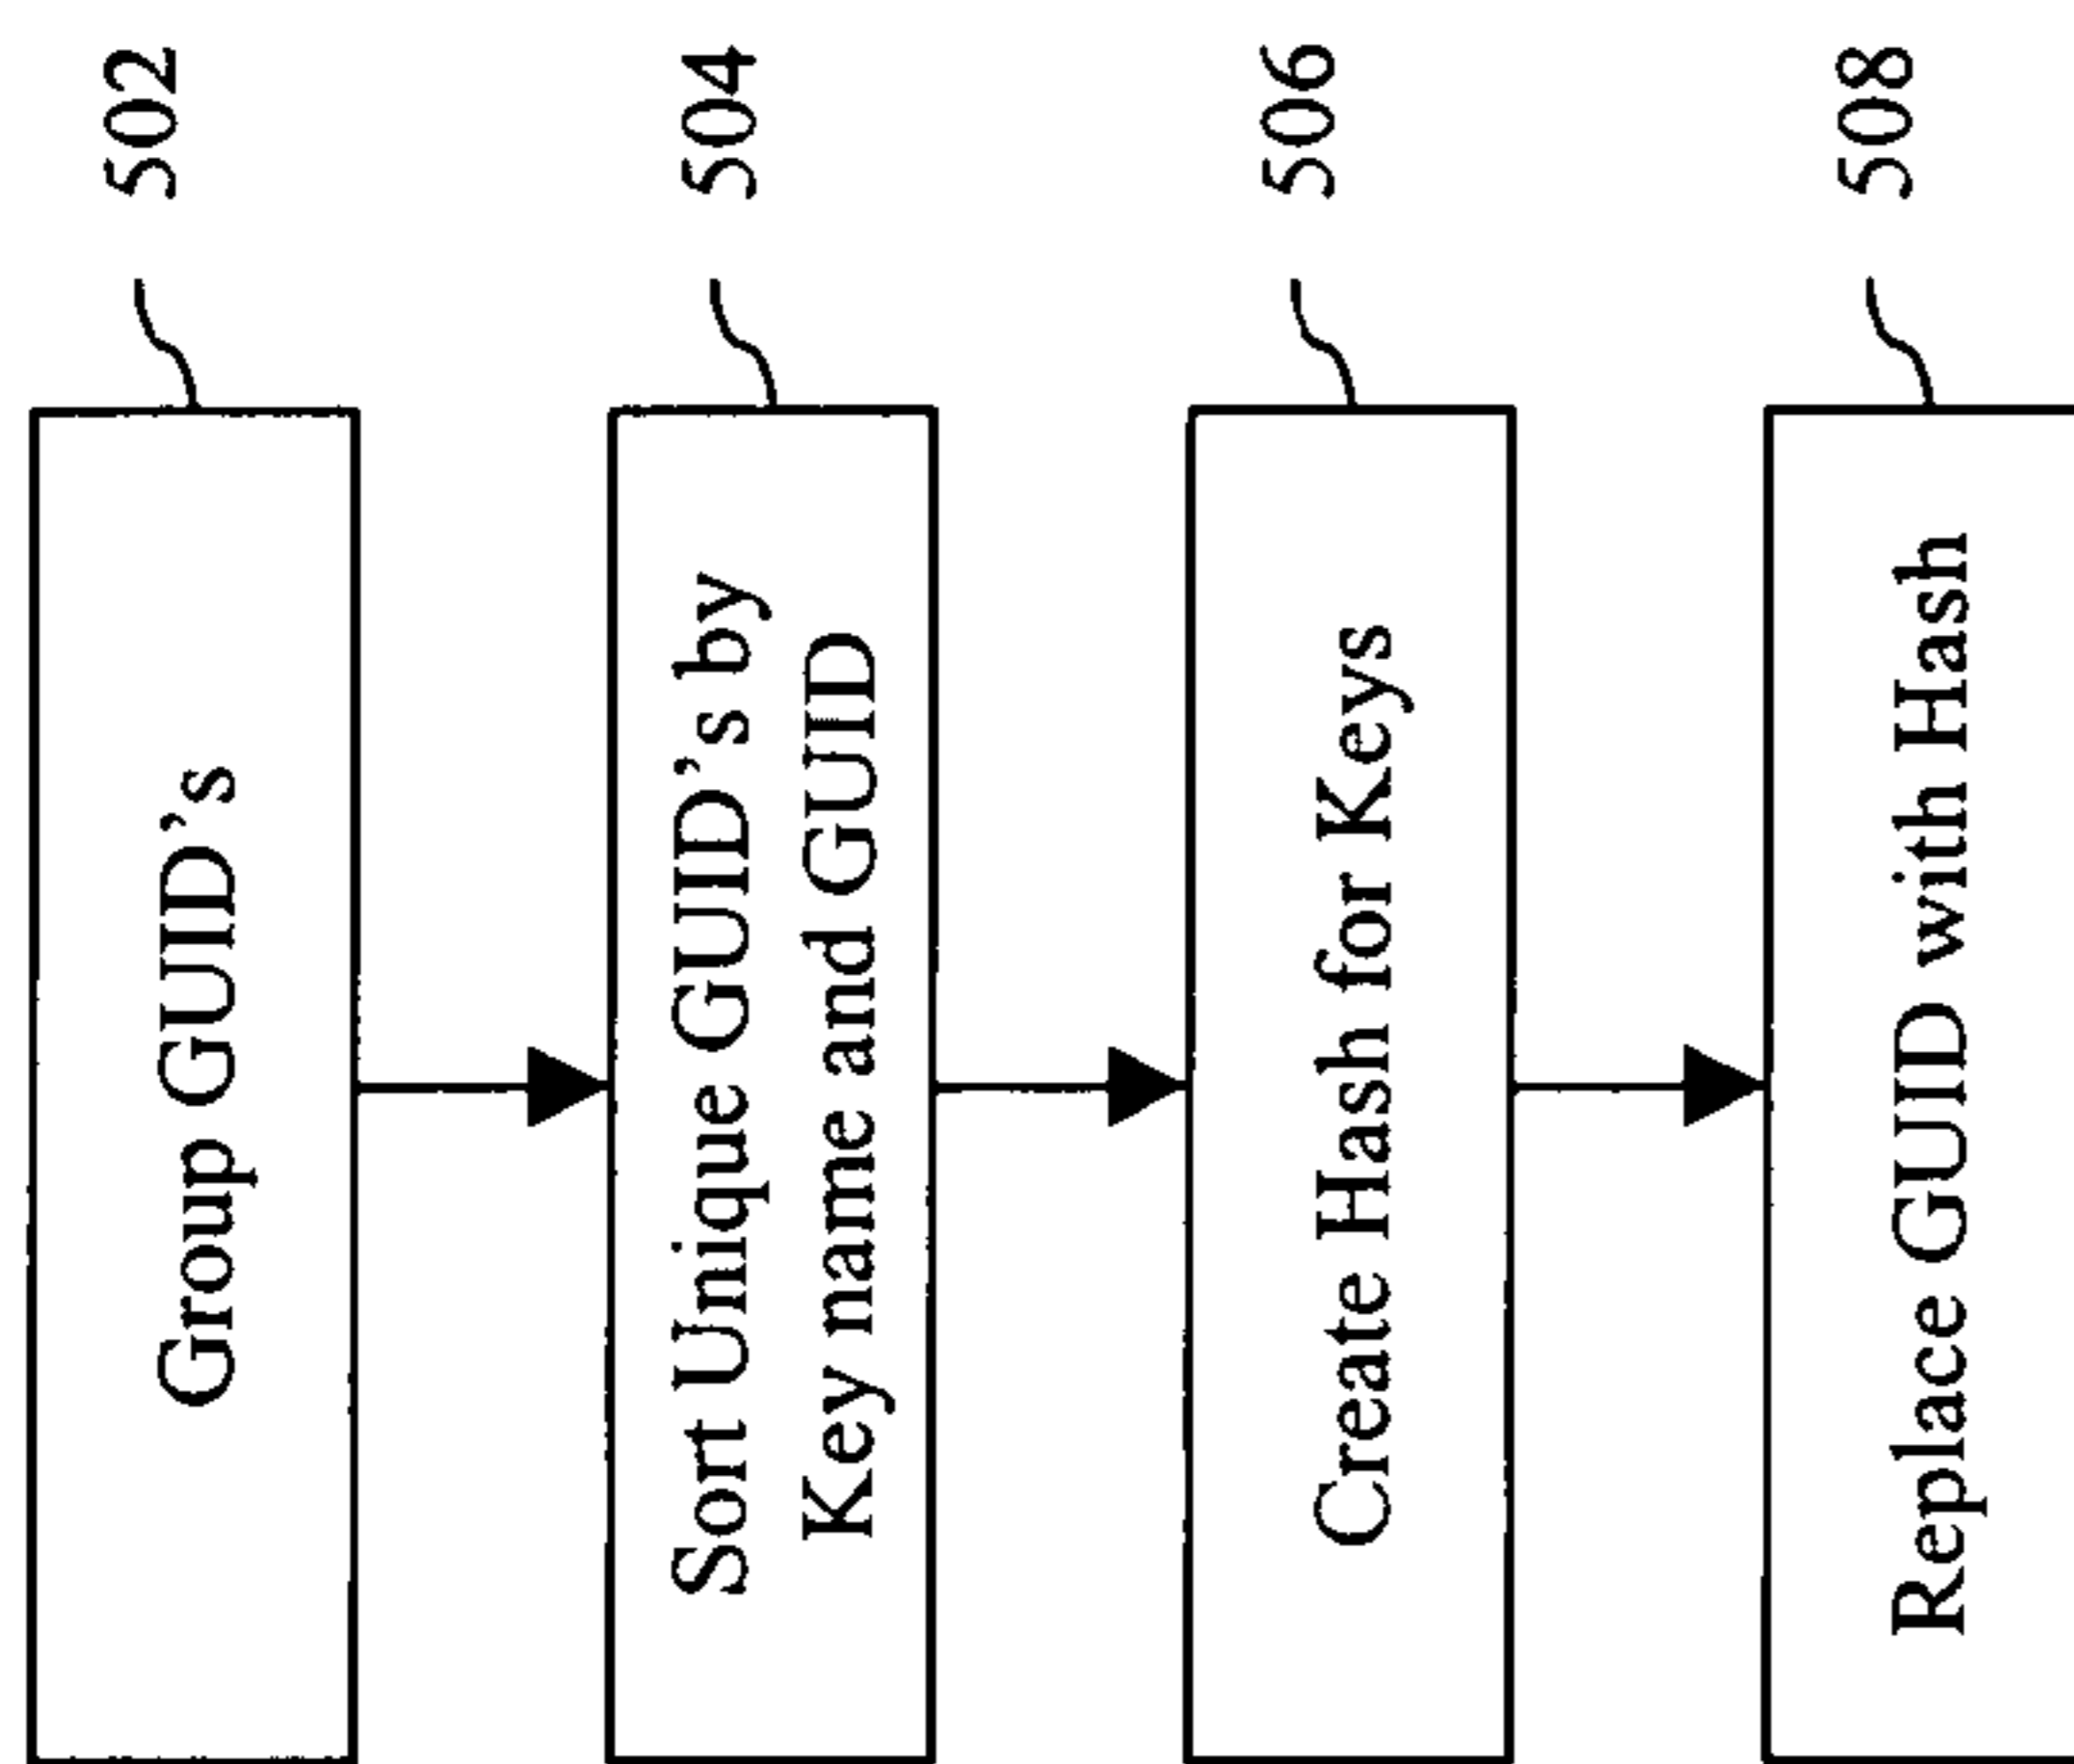 Group GUID's
502
Sort Unique GUID's by
Key name and GUID
504
Create Hash for Keys
506
Replace GUID with Hash
508